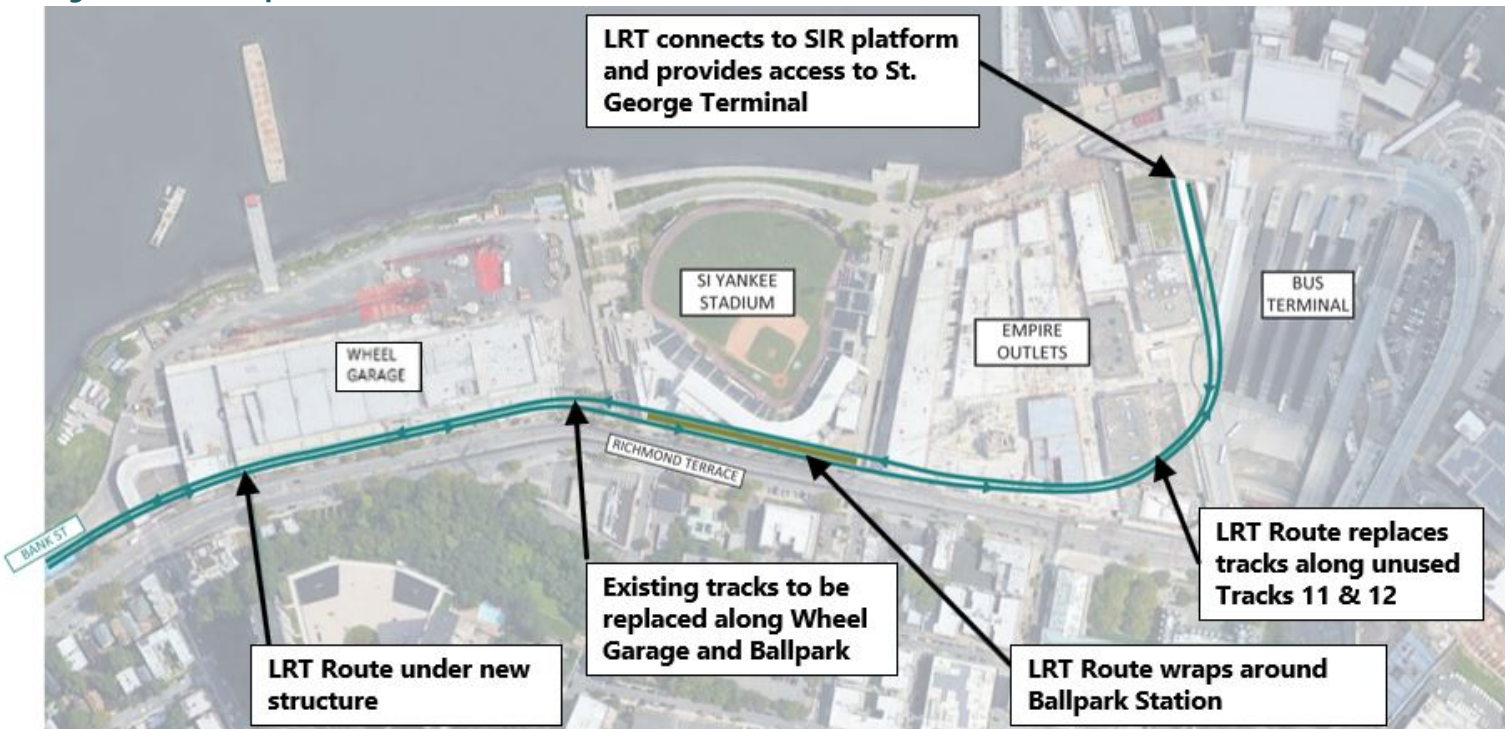 LRT connects to SIR platform
and provides access to St.
George Terminal
SI YANKEE
STADIUM
BUS
TERMINAL
EMPIRE
OUTLETS
WHEEL
GARAGE
RICHMOND TERRACE
BANK ST
LRT Route replaces
tracks along unused
Tracks 11 & 12
Existing tracks to be
replaced along Wheel
Garage and Ballpark
LRT Route under new
structure
LRT Route wraps around
Ballpark Station